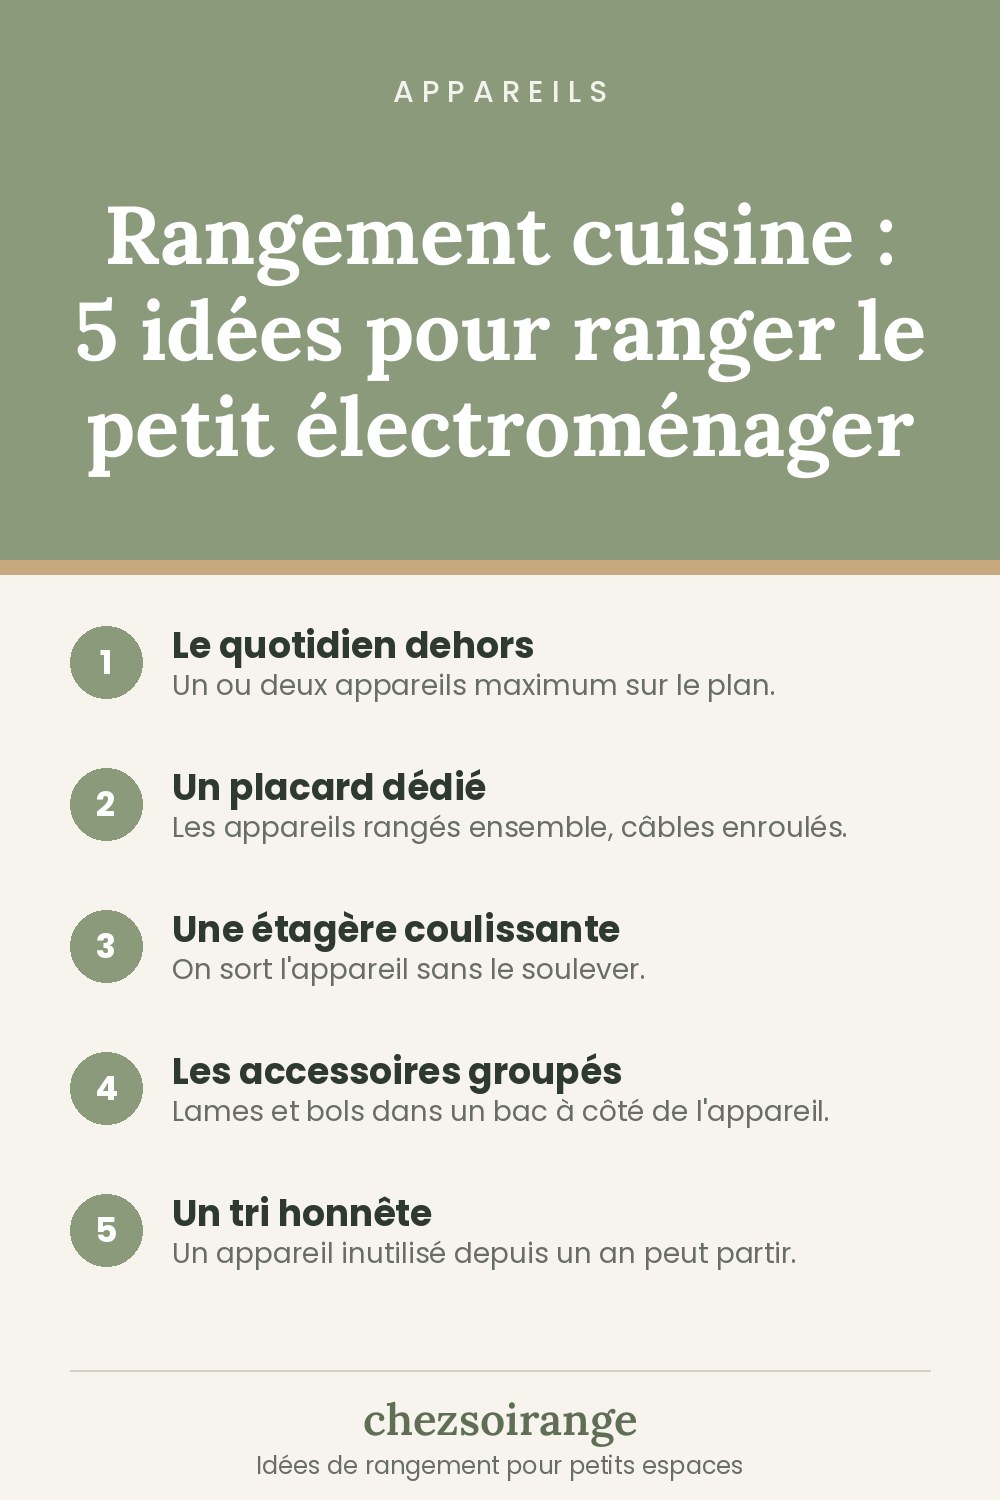 APPAREILS
Rangement cuisine :
5 idées pour ranger le
petit électroménager
1
Le quotidien dehors
Un ou deux appareils maximum sur le plan.
2
Un placard dédié
Les appareils rangés ensemble, câbles enroulés.
3
Une étagère coulissante
On sort l'appareil sans le soulever.
4
Les accessoires groupés
Lames et bols dans un bac à côté de l'appareil.
5
Un tri honnête
Un appareil inutilisé depuis un an peut partir.
chezsoirange
Idées de rangement pour petits espaces